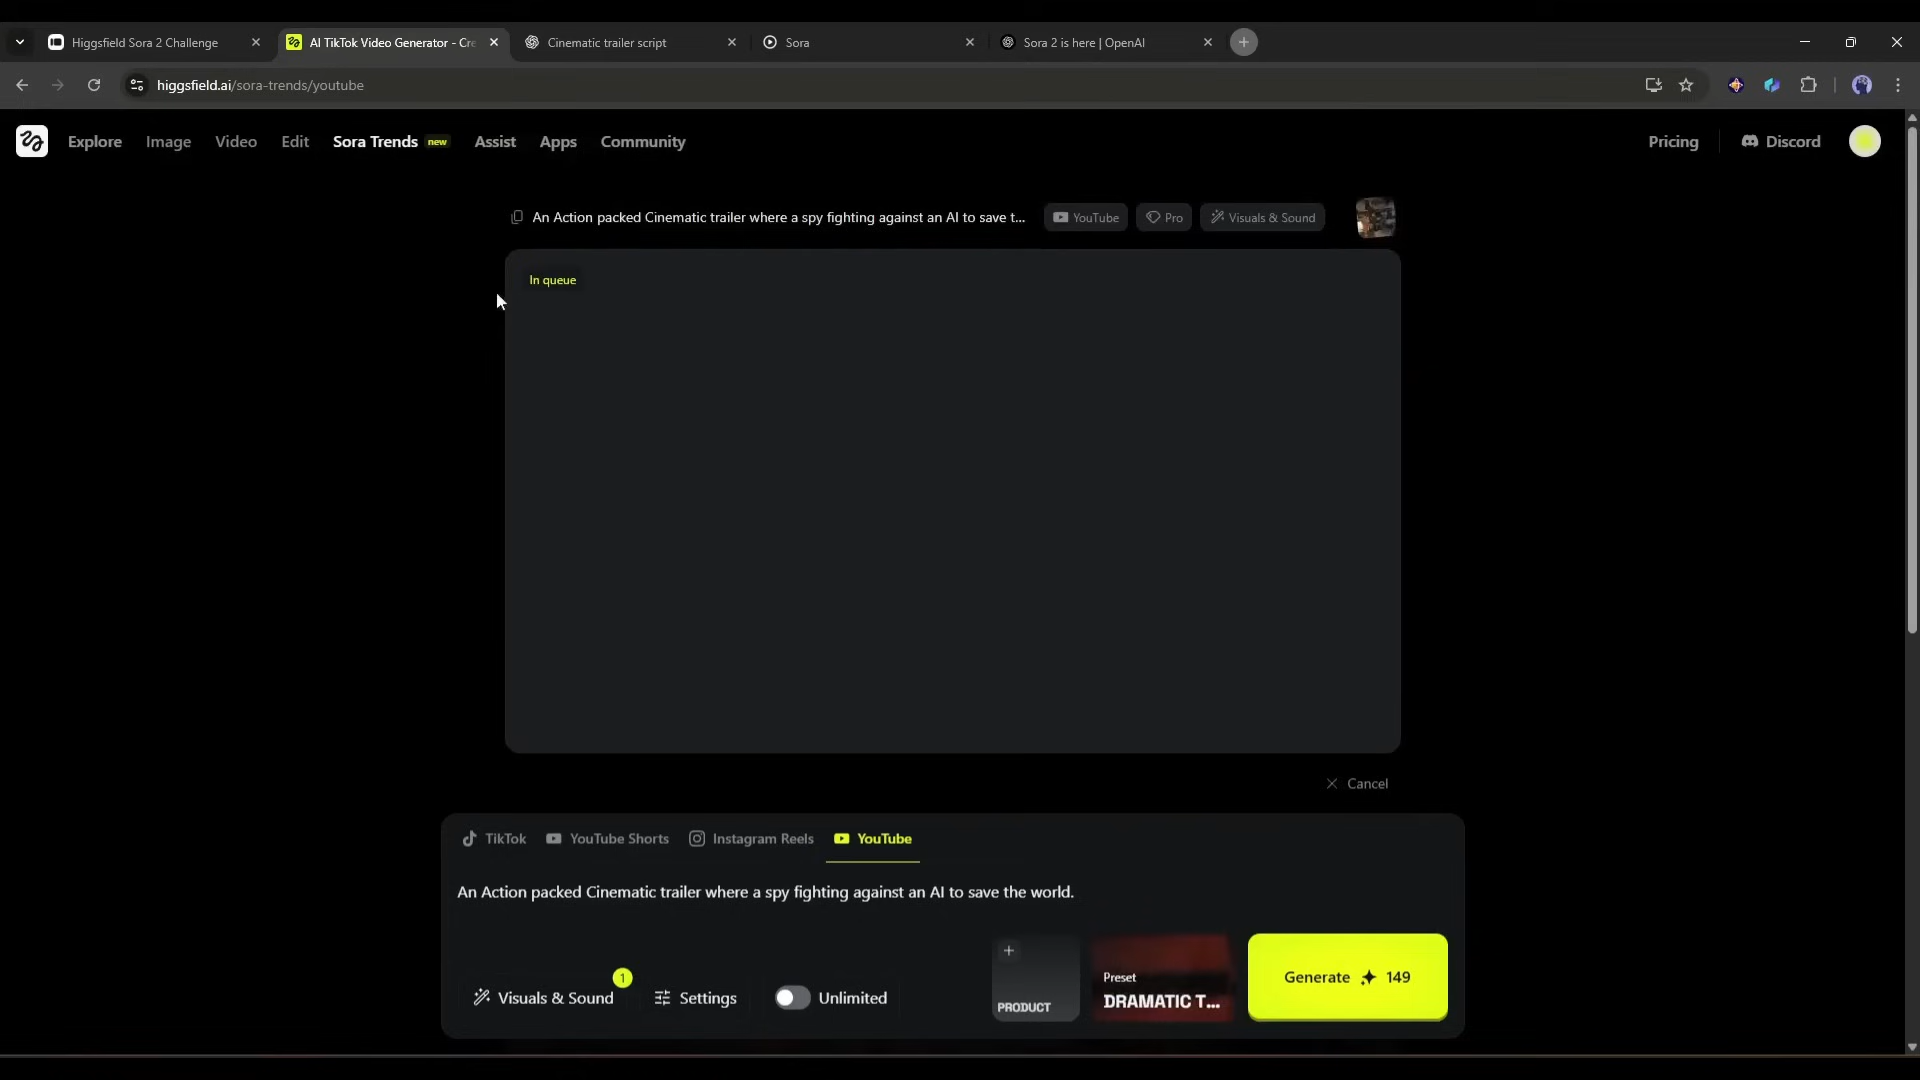 Higgsfield Sora 2 Challenge
AI TikTok Video Generator - Cre
Cinematic trailer script
Sora
Sora 2 is here | OpenAI
higgsfield.ai/sora-trends/youtube
Explore
Image
Video
Edit
Sora Trends
new
Assist
Apps
Community
Pricing
Discord
An Action packed Cinematic trailer where a spy fighting against an AI to save t...
YouTube
Pro
Visuals & Sound
In queue
Cancel
TikTok
YouTube Shorts
Instagram Reels
YouTube
An Action packed Cinematic trailer where a spy fighting against an AI to save the world.
Visuals & Sound
1
Settings
Unlimited
PRODUCT
Preset
DRAMATIC T...
Generate 149